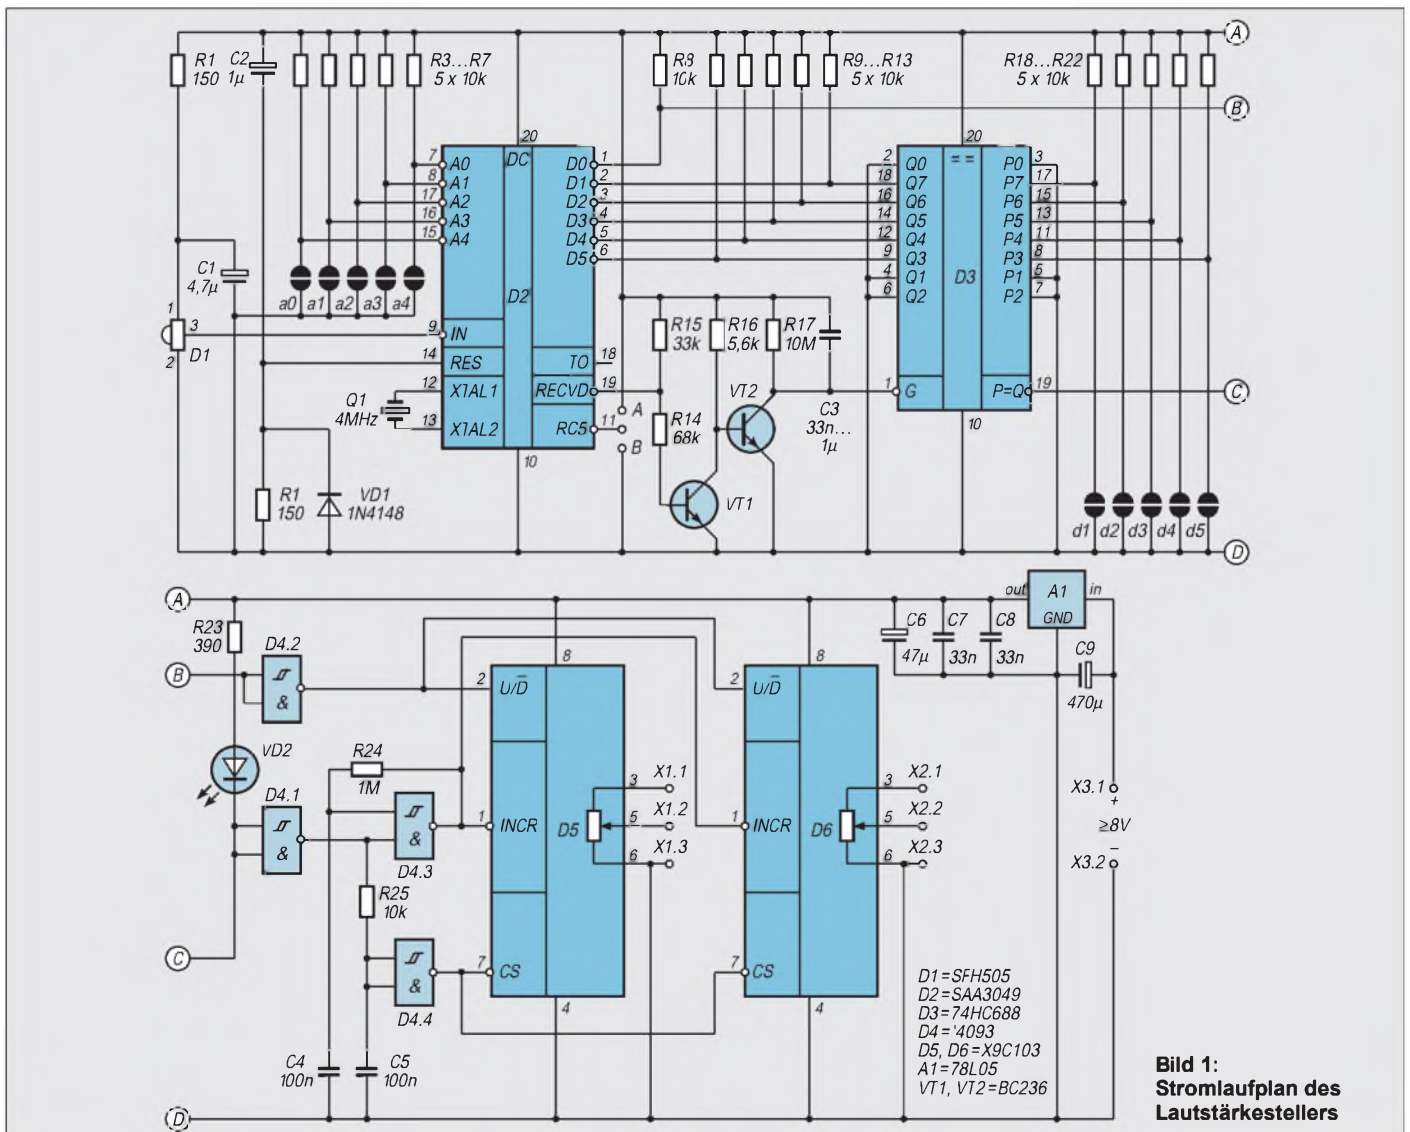 A
R1
150
C2
1µ
R3...R7
5 x 10k
R8
10k
R9...R13
5 x 10k
R18...R22
5 x 10k
B
20
DC
7 A0
8 A1
17 A2
16 A3
15 A4
D0 1
D1 2
D2 3
D3 4
D4 5
D5 6
D2
20
==
2 Q0
18 Q7
16 Q6
14 Q5
12 Q4
9 Q3
4 Q1
6 Q2
D3
P0 3
P7 17
P6 15
P5 13
P4 11
P3 8
P1 5
P2 7
C1
4,7µ
a0 a1 a2 a3 a4
1
3
2
D1
9 IN
14 RES
12 XTAL1
13 XTAL2
TO 18
RECVD 19
RC5 11
10
Q1
4MHz
R15
33k
R16
5,6k
R17
10M
A
B
R14
68k
VT2
VT1
C3
33n...
1µ
1 G
P=Q 19
10
C
R1
150
VD1
1N4148
d1 d2 d3 d4 d5
D
A
R23
390
D4.2
&
B
VD2
R24
1M
D4.1
&
D4.3
&
R25
10k
D4.4
&
C
C4
100n
C5
100n
D
8
2 U/D̅
1 INCR
7 CS
D5
3 X1.1
5 X1.2
6 X1.3
4
8
2 U/D̅
1 INCR
7 CS
D6
3 X2.1
5 X2.2
6 X2.3
4
out A1 in
GND
C6
47µ
C7
33n
C8
33n
C9
470µ
X3.1
+
≥8V
–
X3.2
D1=SFH505
D2=SAA3049
D3=74HC688
D4='4093
D5, D6=X9C103
A1=78L05
VT1, VT2=BC236
Bild 1:
Stromlaufplan des
Lautstärkestellers